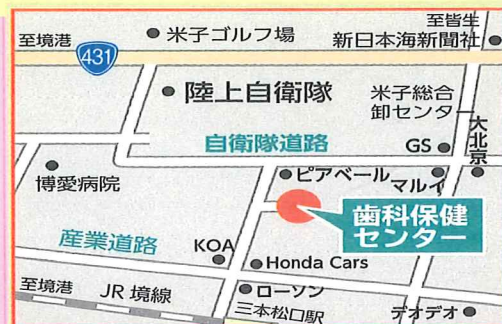 至境港
431
米子ゴルフ場
至皆生
新日本海新聞社
陸上自衛隊
米子総合
卸センター
自衛隊道路
GS
大北京
博愛病院
ピアベール
マルイ
歯科保健
センター
産業道路
KOA
Honda Cars
至境港
JR 境線
ローソン
三本松口駅
デオデオ